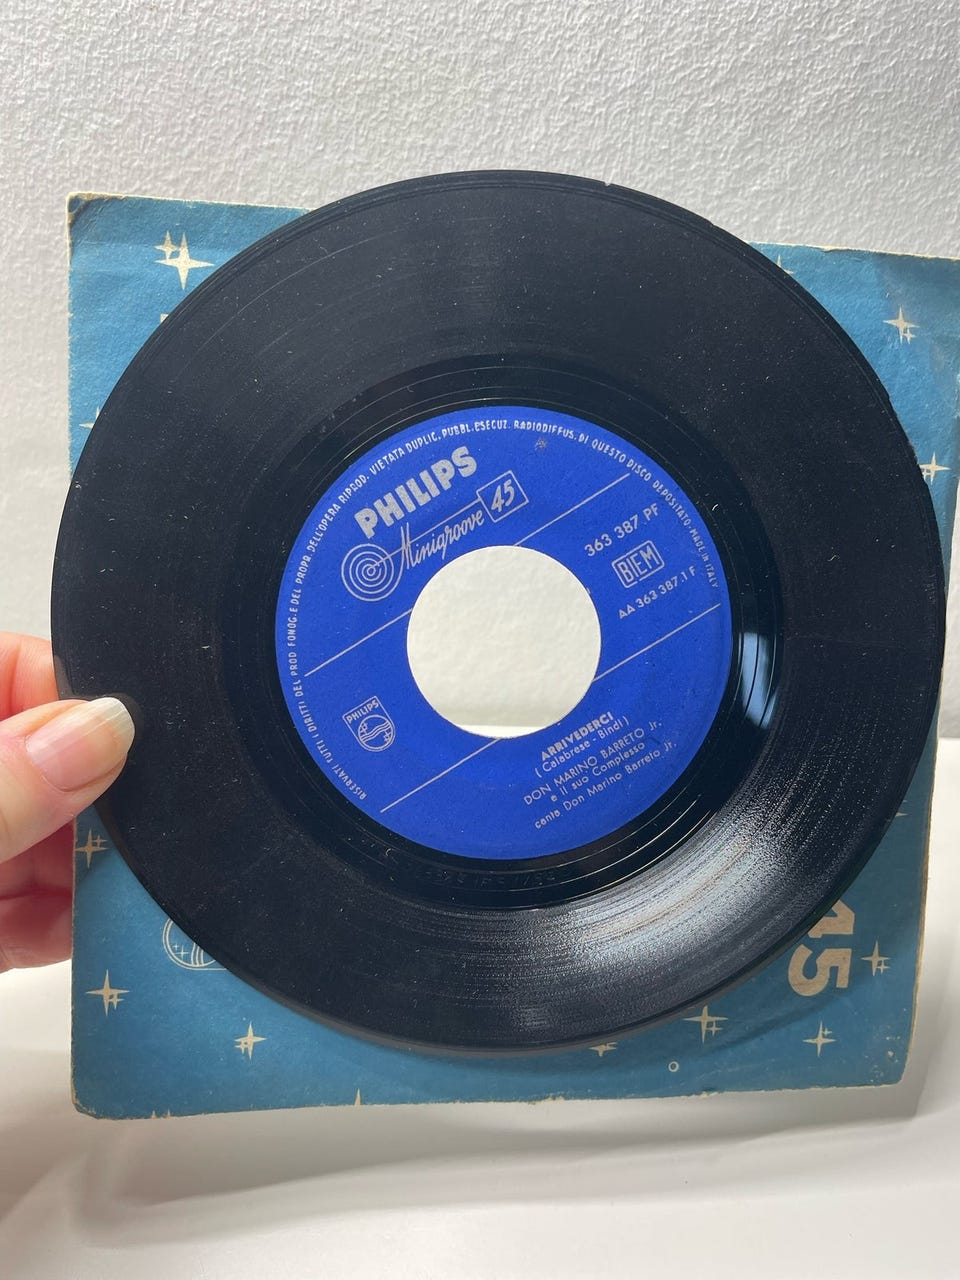 RISERVATI TUTTI I DIRITTI DEL PROD. FONOG. E DEL PROPR. DELL'OPERA RIPROD. VIETATA DUPLIC. PUBBL. ESECUZ. RADIODIFFUS. DI QUESTO DISCO DEPOSITATO · MADE IN ITALY
PHILIPS
Minigroove 45
363 387 PF
BIEM
AA 363 387.1 F
PHILIPS
ARRIVEDERCI
(Calabrese - Bindi)
DON MARINO BARRETO Jr.
e il suo Complesso
canta Don Marino Barreto Jr.
45